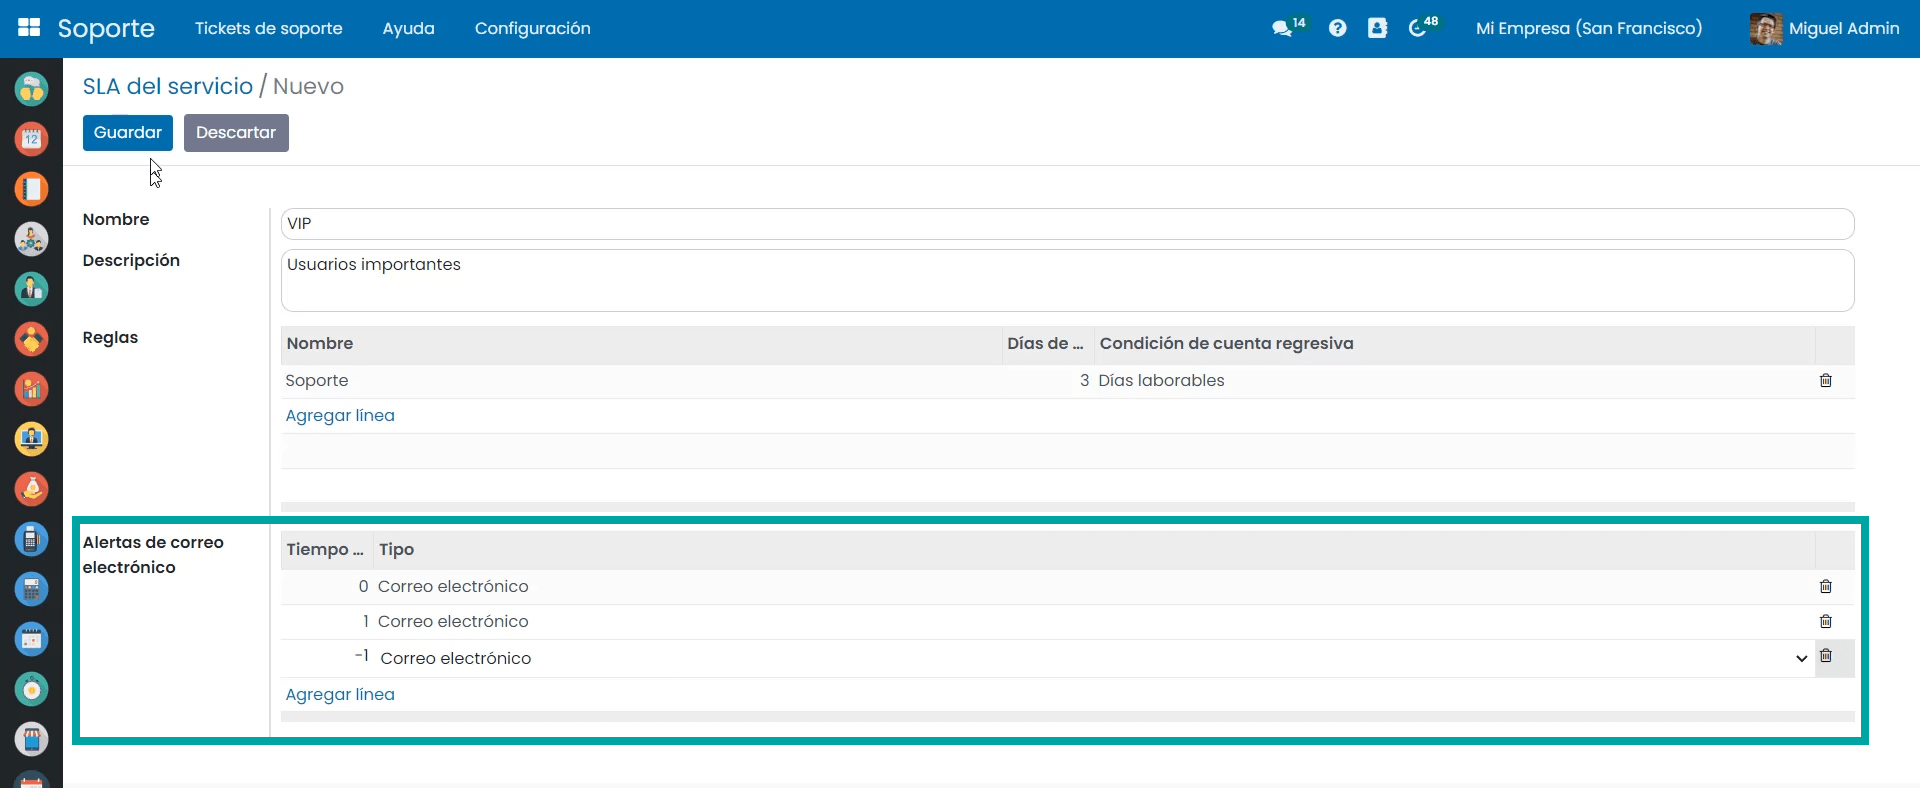 Soporte
Tickets de soporte
Ayuda
Configuración
14
48
Mi Empresa (San Francisco)
Miguel Admin
12
SLA del servicio / Nuevo
Guardar
Descartar
Nombre
VIP
Descripción
Usuarios importantes
Reglas
Nombre
Días de ...
Condición de cuenta regresiva
Soporte
3
Días laborables
Agregar línea
Alertas de correo
electrónico
Tiempo ...
Tipo
0
Correo electrónico
1
Correo electrónico
-1
Correo electrónico
Agregar línea